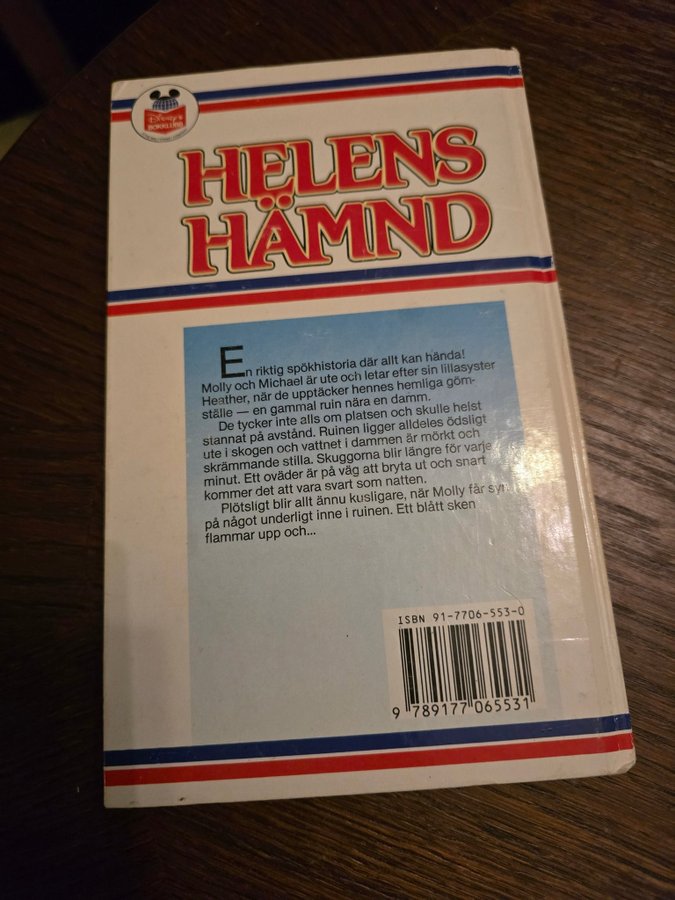 Disney's
BOKKLUBB
HELENS
HÄMND
En riktig spökhistoria där allt kan hända!
Molly och Michael är ute och letar efter sin lillasyster
Heather, när de upptäcker hennes hemliga göm-
ställe — en gammal ruin nära en damm.
De tycker inte alls om platsen och skulle helst
stannat på avstånd. Ruinen ligger alldeles ödsligt
ute i skogen och vattnet i dammen är mörkt och
skrämmande stilla. Skuggorna blir längre för varje
minut. Ett oväder är på väg att bryta ut och snart
kommer det att vara svart som natten.
Plötsligt blir allt ännu kusligare, när Molly får syn
på något underligt inne i ruinen. Ett blått sken
flammar upp och...
ISBN 91-7706-553-0
9 789177 065531